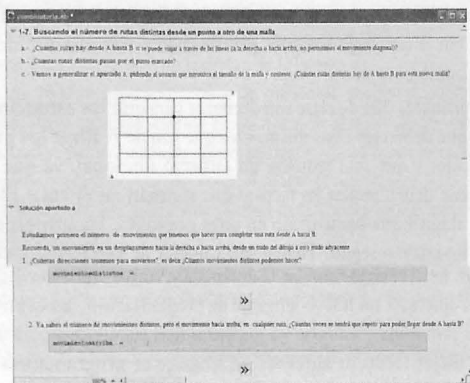 combinatoria.nb *
1-7. Buscando el número de rutas distintas desde un punto a otro de una malla
a.- ¿Cuántas rutas hay desde A hasta B si se puede viajar a través de las líneas (a la derecha o hacia arriba, no permitimos el movimiento diagonal)?
b.- ¿Cuántas rutas distintas pasan por el punto marcado?
c.- Vamos a generalizar el apartado a, pidiendo al usuario que introduzca el tamaño de la malla y conteste. ¿Cuántas rutas distintas hay de A hasta B para esta nueva malla?
Solución apartado a
Estudiamos primero el número de movimientos que tenemos que hacer para completar una ruta desde A hasta B.
Recuerda, un movimiento es un desplazamiento hacia la derecha o hacia arriba, desde un nodo del dibujo a otro nodo adyacente
1. ¿Cuántas direcciones tenemos para movernos?, es decir ¿Cuántos movimientos distintos podemos hacer?
movimientosdistintos =
»
2. Ya sabes el número de movimientos distintos, pero el movimiento hacia arriba, en cualquier ruta, ¿Cuántas veces se tendrá que repetir para poder llegar desde A hasta B?
movimientosarriba =
»
100%